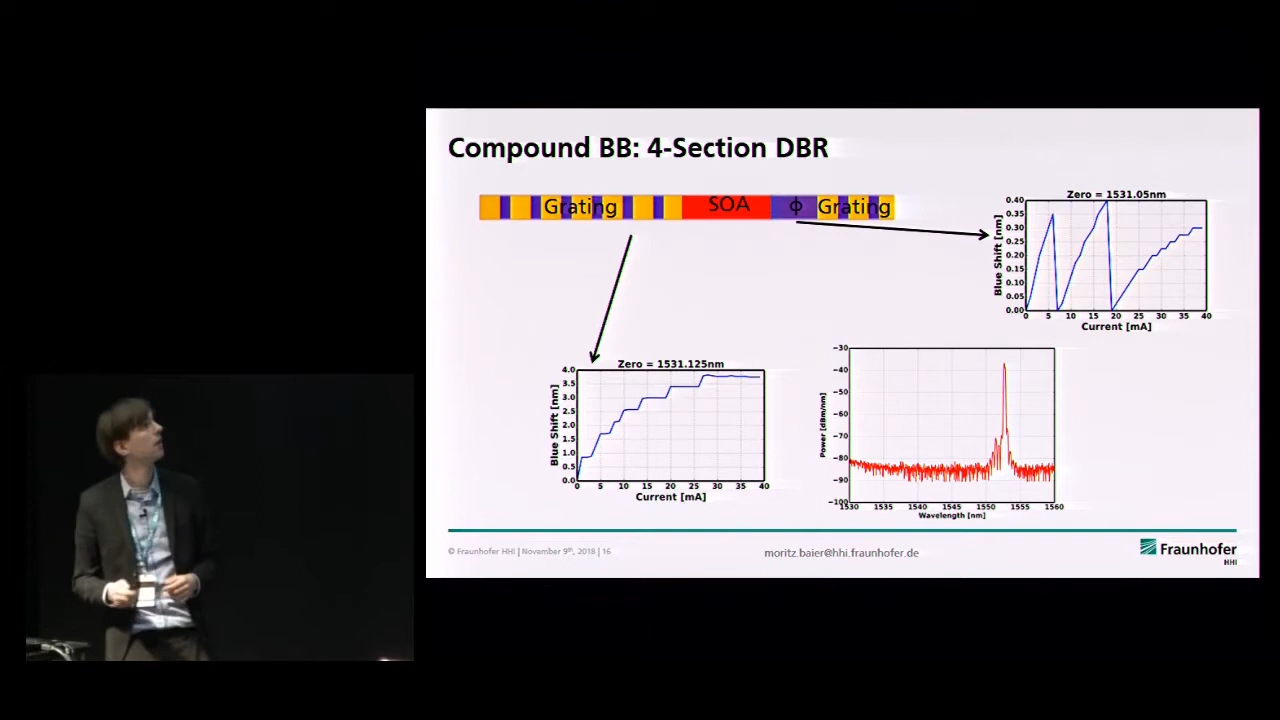 Compound BB: 4-Section DBR
Grating SOA ϕ Grating
Zero = 1531.05nm
Blue Shift [nm]
0.40
0.35
0.30
0.25
0.20
0.15
0.10
0.05
0.00
0 5 10 15 20 25 30 35 40
Current [mA]
Zero = 1531.125nm
Blue Shift [nm]
4.0
3.5
3.0
2.5
2.0
1.5
1.0
0.5
0.0
0 5 10 15 20 25 30 35 40
Current [mA]
Power [dBm/nm]
−30
−40
−50
−60
−70
−80
−90
−100
1530 1535 1540 1545 1550 1555 1560
Wavelength [nm]
© Fraunhofer HHI | November 9th, 2018 | 16
moritz.baier@hhi.fraunhofer.de
Fraunhofer
HHI